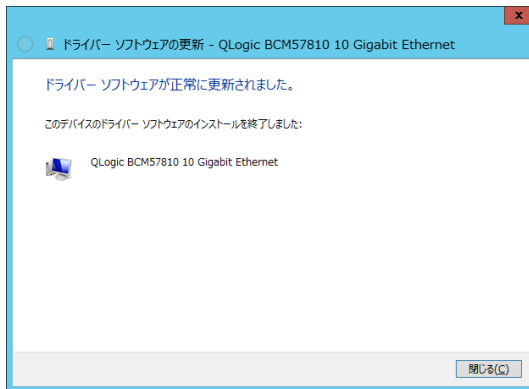 x
ドライバー ソフトウェアの更新 - QLogic BCM57810 10 Gigabit Ethernet
ドライバー ソフトウェアが正常に更新されました。
このデバイスのドライバー ソフトウェアのインストールを終了しました:
QLogic BCM57810 10 Gigabit Ethernet
閉じる(C)